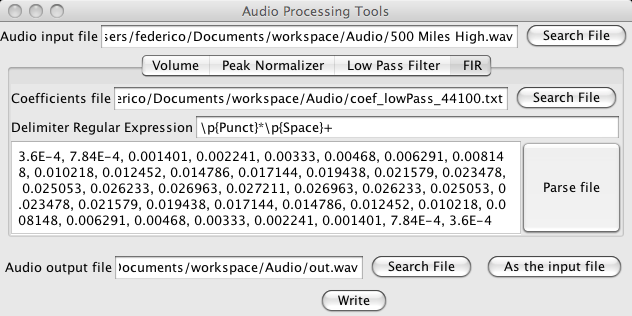 Audio Processing Tools
Audio input file sers/federico/Documents/workspace/Audio/500 Miles High.wav Search File
Volume Peak Normalizer Low Pass Filter FIR
Coefficients file erico/Documents/workspace/Audio/coef_lowPass_44100.txt Search File
Delimiter Regular Expression \p{Punct}*\p{Space}+
3.6E-4, 7.84E-4, 0.001401, 0.002241, 0.00333, 0.00468, 0.006291, 0.00814
8, 0.010218, 0.012452, 0.014786, 0.017144, 0.019438, 0.021579, 0.023478,
0.025053, 0.026233, 0.026963, 0.027211, 0.026963, 0.026233, 0.025053, 0
.023478, 0.021579, 0.019438, 0.017144, 0.014786, 0.012452, 0.010218, 0.0
08148, 0.006291, 0.00468, 0.00333, 0.002241, 0.001401, 7.84E-4, 3.6E-4
Parse file
Audio output file Documents/workspace/Audio/out.wav Search File As the input file
Write